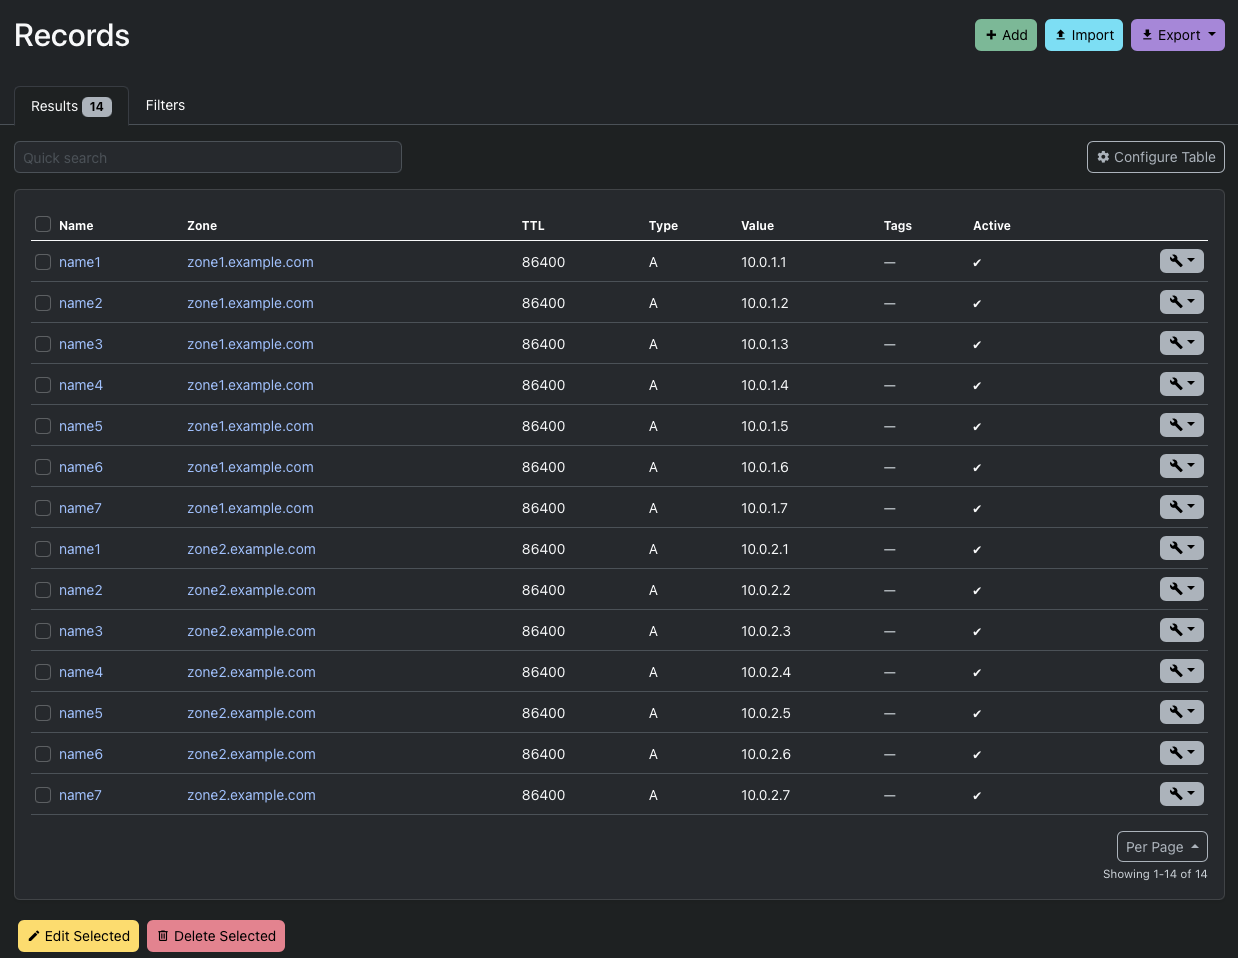 Records
Add Import Export
Results 14 Filters
Quick search
Configure Table
Name Zone TTL Type Value Tags Active
name1 zone1.example.com 86400 A 10.0.1.1 — ✔
name2 zone1.example.com 86400 A 10.0.1.2 — ✔
name3 zone1.example.com 86400 A 10.0.1.3 — ✔
name4 zone1.example.com 86400 A 10.0.1.4 — ✔
name5 zone1.example.com 86400 A 10.0.1.5 — ✔
name6 zone1.example.com 86400 A 10.0.1.6 — ✔
name7 zone1.example.com 86400 A 10.0.1.7 — ✔
name1 zone2.example.com 86400 A 10.0.2.1 — ✔
name2 zone2.example.com 86400 A 10.0.2.2 — ✔
name3 zone2.example.com 86400 A 10.0.2.3 — ✔
name4 zone2.example.com 86400 A 10.0.2.4 — ✔
name5 zone2.example.com 86400 A 10.0.2.5 — ✔
name6 zone2.example.com 86400 A 10.0.2.6 — ✔
name7 zone2.example.com 86400 A 10.0.2.7 — ✔
Per Page
Showing 1-14 of 14
Edit Selected Delete Selected